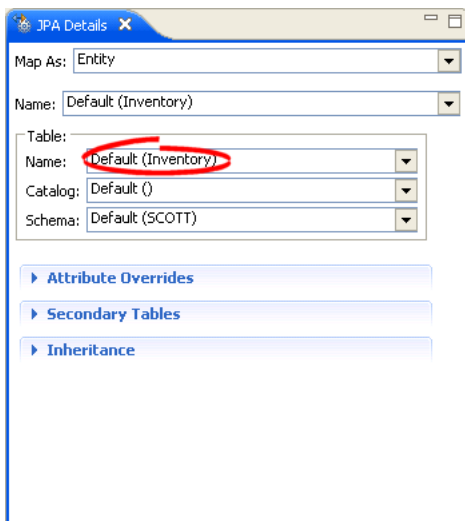 JPA Details
Map As: Entity
Name: Default (Inventory)
Table:
Name: Default (Inventory)
Catalog: Default ()
Schema: Default (SCOTT)
Attribute Overrides
Secondary Tables
Inheritance